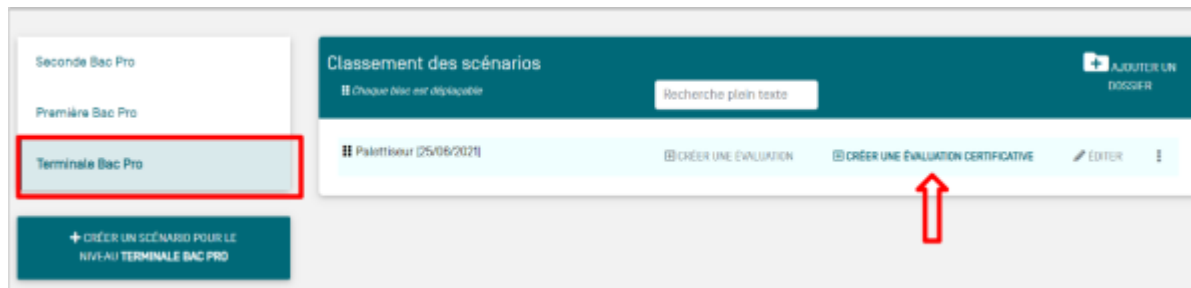 Seconde Bac Pro
Première Bac Pro
Terminale Bac Pro
+ CRÉER UN SCÉNARIO POUR LE
NIVEAU TERMINALE BAC PRO
Classement des scénarios
Chaque bloc est déplaçable
Recherche plein texte
AJOUTER UN
DOSSIER
Palettiseur (25/06/2021)
CRÉER UNE ÉVALUATION
CRÉER UNE ÉVALUATION CERTIFICATIVE
ÉDITER